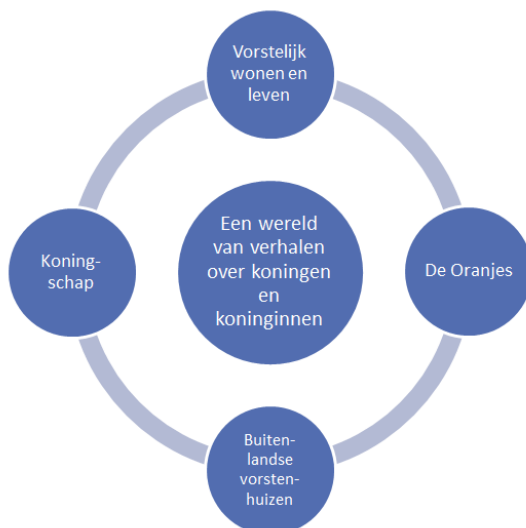 Vorstelijk
wonen en
leven
Een wereld
van verhalen
over koningen
en
koninginnen
Koning-
schap
De Oranjes
Buiten-
landse
vorsten-
huizen